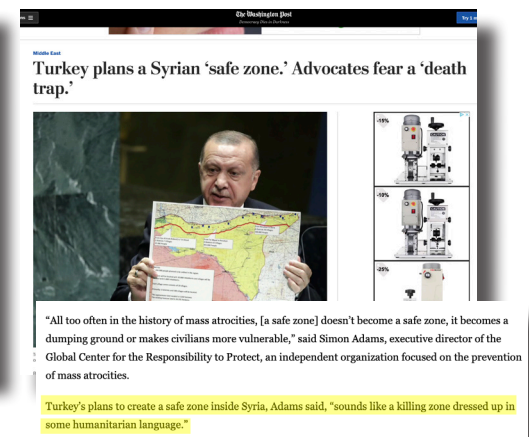 The Washington Post
Democracy Dies in Darkness
Middle East
Turkey plans a Syrian ‘safe zone.’ Advocates fear a ‘death
trap.’
-15%
-10%
-25%
“All too often in the history of mass atrocities, [a safe zone] doesn’t become a safe zone, it becomes a
dumping ground or makes civilians more vulnerable,” said Simon Adams, executive director of the
Global Center for the Responsibility to Protect, an independent organization focused on the prevention
of mass atrocities.
Turkey’s plans to create a safe zone inside Syria, Adams said, “sounds like a killing zone dressed up in
some humanitarian language.”